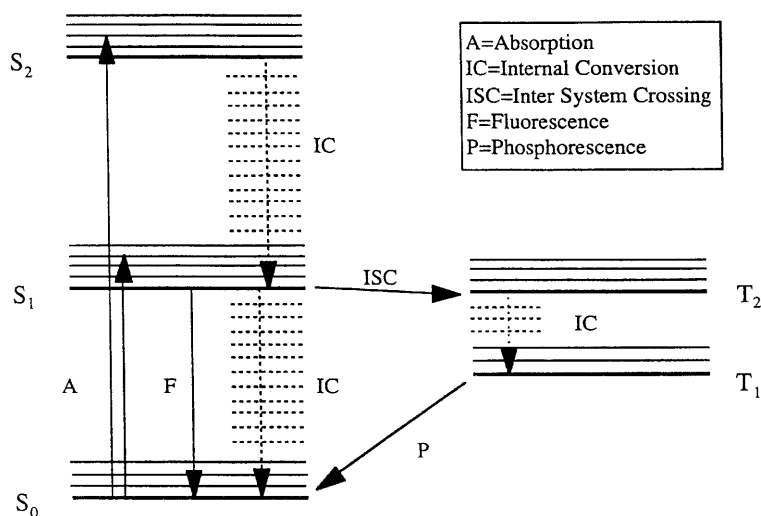 A=Absorption
IC=Internal Conversion
ISC=Inter System Crossing
F=Fluorescence
P=Phosphorescence
S2
IC
S1
ISC
T2
IC
A
F
IC
T1
P
S0